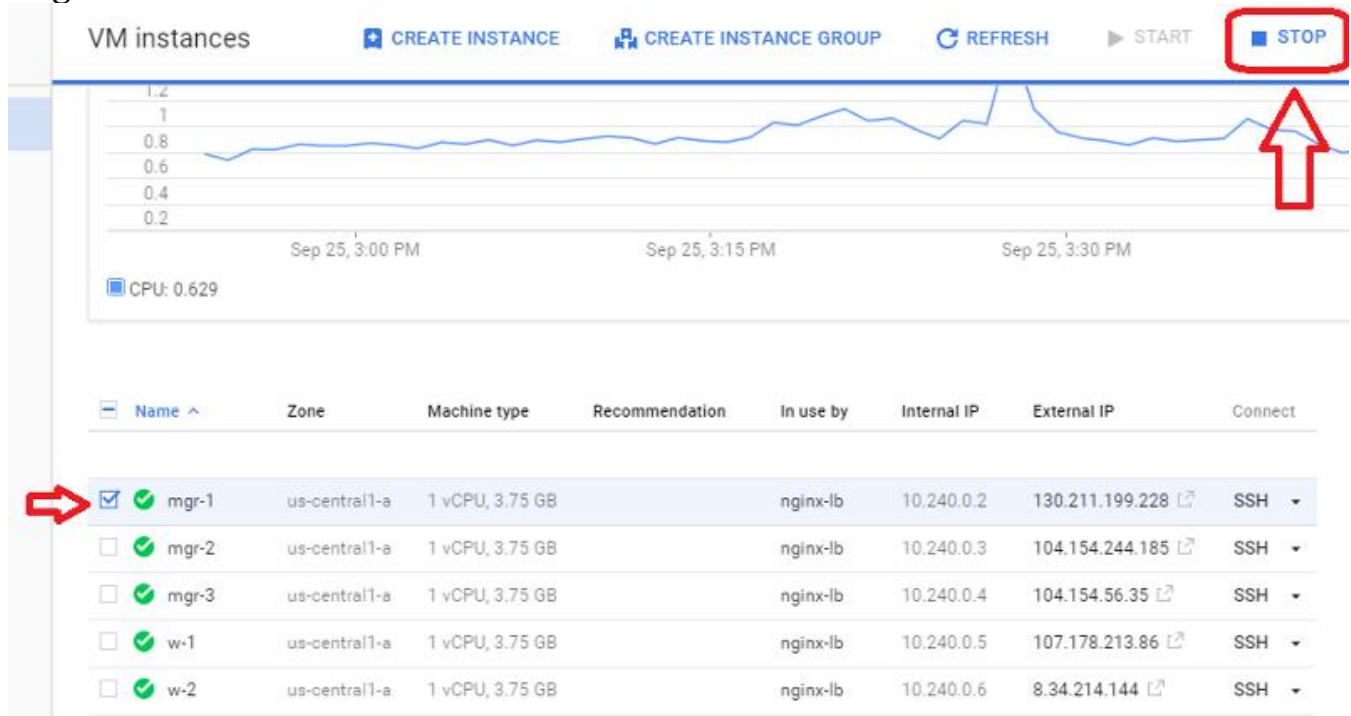 VM instances CREATE INSTANCE CREATE INSTANCE GROUP REFRESH START STOP
1.2
1
0.8
0.6
0.4
0.2
Sep 25, 3:00 PM Sep 25, 3:15 PM Sep 25, 3:30 PM
CPU: 0.629
Name Zone Machine type Recommendation In use by Internal IP External IP Connect
mgr-1 us-central1-a 1 vCPU, 3.75 GB nginx-lb 10.240.0.2 130.211.199.228 SSH
mgr-2 us-central1-a 1 vCPU, 3.75 GB nginx-lb 10.240.0.3 104.154.244.185 SSH
mgr-3 us-central1-a 1 vCPU, 3.75 GB nginx-lb 10.240.0.4 104.154.56.35 SSH
w-1 us-central1-a 1 vCPU, 3.75 GB nginx-lb 10.240.0.5 107.178.213.86 SSH
w-2 us-central1-a 1 vCPU, 3.75 GB nginx-lb 10.240.0.6 8.34.214.144 SSH